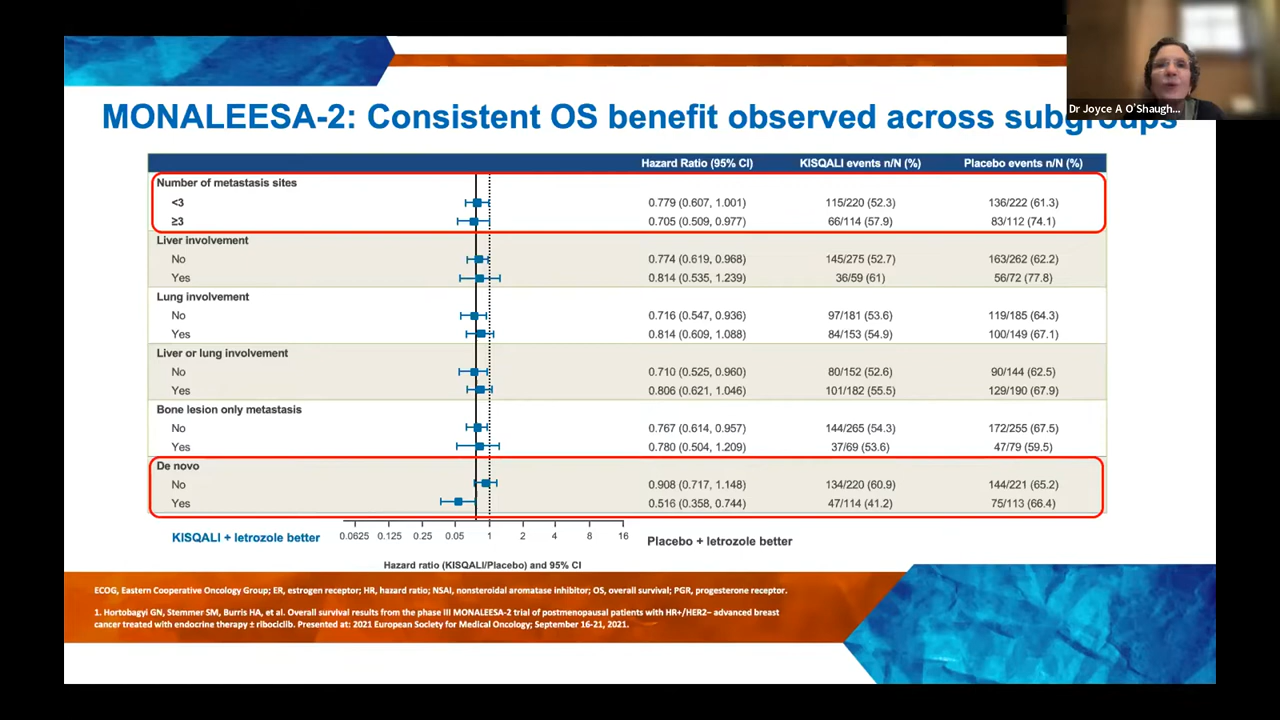 Dr Joyce A O'Shaugh...
MONALEESA-2: Consistent OS benefit observed across subgroups
Hazard Ratio (95% CI) KISQALI events n/N (%) Placebo events n/N (%)
Number of metastasis sites
<3 0.779 (0.607, 1.001) 115/220 (52.3) 136/222 (61.3)
≥3 0.705 (0.509, 0.977) 66/114 (57.9) 83/112 (74.1)
Liver involvement
No 0.774 (0.619, 0.968) 145/275 (52.7) 163/262 (62.2)
Yes 0.814 (0.535, 1.239) 36/59 (61) 56/72 (77.8)
Lung involvement
No 0.716 (0.547, 0.936) 97/181 (53.6) 119/185 (64.3)
Yes 0.814 (0.609, 1.088) 84/153 (54.9) 100/149 (67.1)
Liver or lung involvement
No 0.710 (0.525, 0.960) 80/152 (52.6) 90/144 (62.5)
Yes 0.806 (0.621, 1.046) 101/182 (55.5) 129/190 (67.9)
Bone lesion only metastasis
No 0.767 (0.614, 0.957) 144/265 (54.3) 172/255 (67.5)
Yes 0.780 (0.504, 1.209) 37/69 (53.6) 47/79 (59.5)
De novo
No 0.908 (0.717, 1.148) 134/220 (60.9) 144/221 (65.2)
Yes 0.516 (0.358, 0.744) 47/114 (41.2) 75/113 (66.4)
KISQALI + letrozole better 0.0625 0.125 0.25 0.05 1 2 4 8 16 Placebo + letrozole better
Hazard ratio (KISQALI/Placebo) and 95% CI
ECOG, Eastern Cooperative Oncology Group; ER, estrogen receptor; HR, hazard ratio; NSAI, nonsteroidal aromatase inhibitor; OS, overall survival; PGR, progesterone receptor.
1. Hortobagyi GN, Stemmer SM, Burris HA, et al. Overall survival results from the phase III MONALEESA-2 trial of postmenopausal patients with HR+/HER2− advanced breast
cancer treated with endocrine therapy ± ribociclib. Presented at: 2021 European Society for Medical Oncology; September 16-21, 2021.